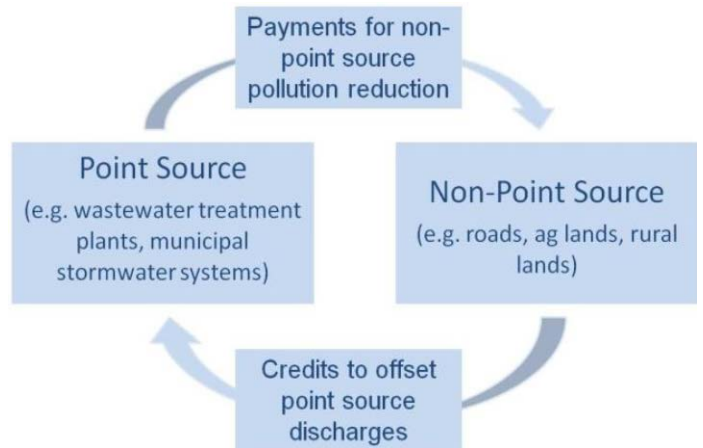 Payments for non-
point source
pollution reduction
Point Source
(e.g. wastewater treatment
plants, municipal
stormwater systems)
Non-Point Source
(e.g. roads, ag lands, rural
lands)
Credits to offset
point source
discharges